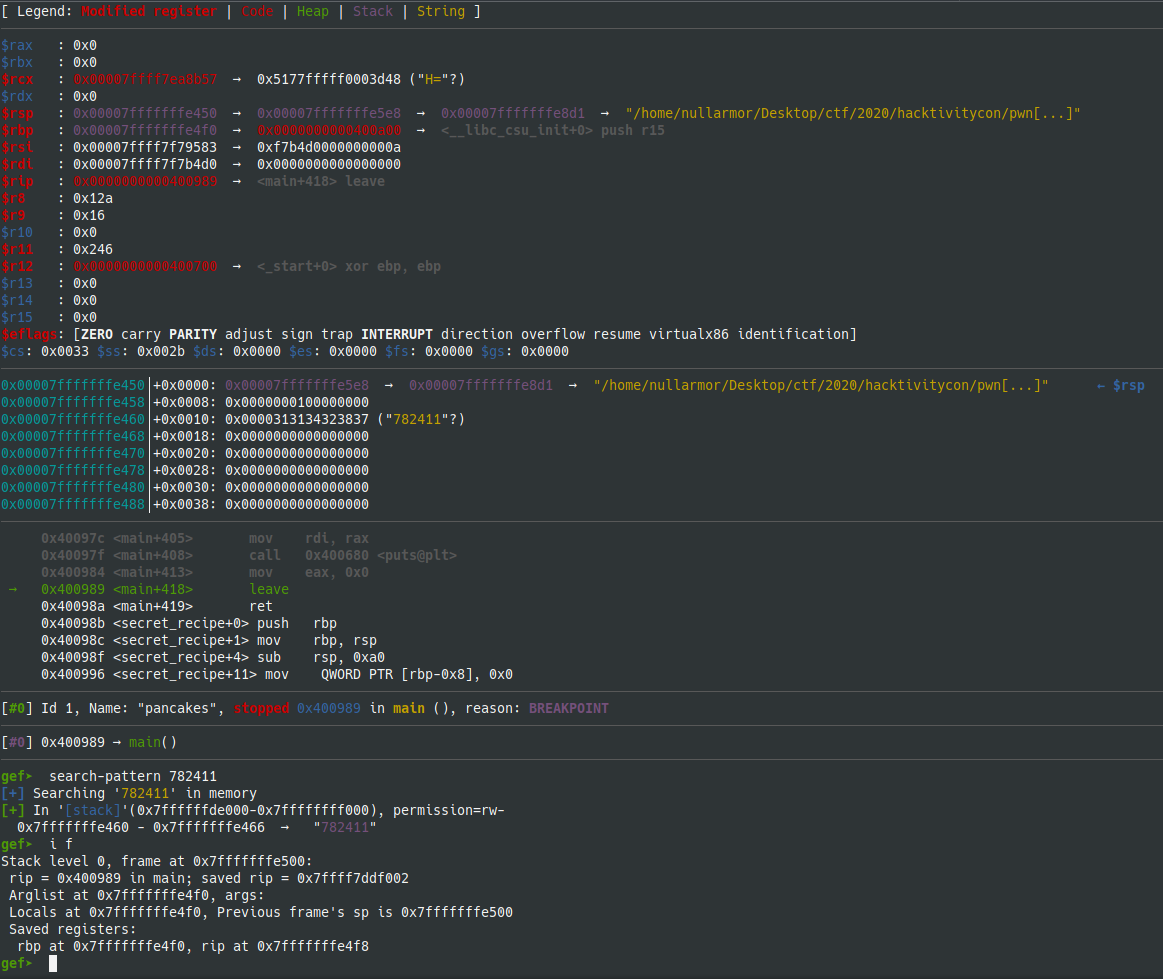 [ Legend: Modified register | Code | Heap | Stack | String ]
$rax   : 0x0
$rbx   : 0x0
$rcx   : 0x00007ffff7ea8b57  →  0x5177fffff0003d48 ("H="?)
$rdx   : 0x0
$rsp   : 0x00007fffffffe450  →  0x00007fffffffe5e8  →  0x00007fffffffe8d1  →  "/home/nullarmor/Desktop/ctf/2020/hacktivitycon/pwn[...]"
$rbp   : 0x00007fffffffe4f0  →  0x0000000000400a00  →  <__libc_csu_init+0> push r15
$rsi   : 0x00007ffff7f79583  →  0xf7b4d0000000000a
$rdi   : 0x00007ffff7f7b4d0  →  0x0000000000000000
$rip   : 0x0000000000400989  →  <main+418> leave
$r8    : 0x12a
$r9    : 0x16
$r10   : 0x0
$r11   : 0x246
$r12   : 0x0000000000400700  →  <_start+0> xor ebp, ebp
$r13   : 0x0
$r14   : 0x0
$r15   : 0x0
$eflags: [ZERO carry PARITY adjust sign trap INTERRUPT direction overflow resume virtualx86 identification]
$cs: 0x0033 $ss: 0x002b $ds: 0x0000 $es: 0x0000 $fs: 0x0000 $gs: 0x0000
0x00007fffffffe450│+0x0000: 0x00007fffffffe5e8  →  0x00007fffffffe8d1  →  "/home/nullarmor/Desktop/ctf/2020/hacktivitycon/pwn[...]"      ← $rsp
0x00007fffffffe458│+0x0008: 0x0000000100000000
0x00007fffffffe460│+0x0010: 0x0000313134323837 ("782411"?)
0x00007fffffffe468│+0x0018: 0x0000000000000000
0x00007fffffffe470│+0x0020: 0x0000000000000000
0x00007fffffffe478│+0x0028: 0x0000000000000000
0x00007fffffffe480│+0x0030: 0x0000000000000000
0x00007fffffffe488│+0x0038: 0x0000000000000000
0x40097c <main+405>       mov    rdi, rax
0x40097f <main+408>       call   0x400680 <puts@plt>
0x400984 <main+413>       mov    eax, 0x0
→   0x400989 <main+418>       leave
0x40098a <main+419>       ret
0x40098b <secret_recipe+0> push   rbp
0x40098c <secret_recipe+1> mov    rbp, rsp
0x40098f <secret_recipe+4> sub    rsp, 0xa0
0x400996 <secret_recipe+11> mov    QWORD PTR [rbp-0x8], 0x0
[#0] Id 1, Name: "pancakes", stopped 0x400989 in main (), reason: BREAKPOINT
[#0] 0x400989 → main()
gef➤  search-pattern 782411
[+] Searching '782411' in memory
[+] In '[stack]'(0x7ffffffde000-0x7ffffffff000), permission=rw-
0x7fffffffe460 - 0x7fffffffe466  →   "782411"
gef➤  i f
Stack level 0, frame at 0x7fffffffe500:
rip = 0x400989 in main; saved rip = 0x7ffff7ddf002
Arglist at 0x7fffffffe4f0, args:
Locals at 0x7fffffffe4f0, Previous frame's sp is 0x7fffffffe500
Saved registers:
rbp at 0x7fffffffe4f0, rip at 0x7fffffffe4f8
gef➤